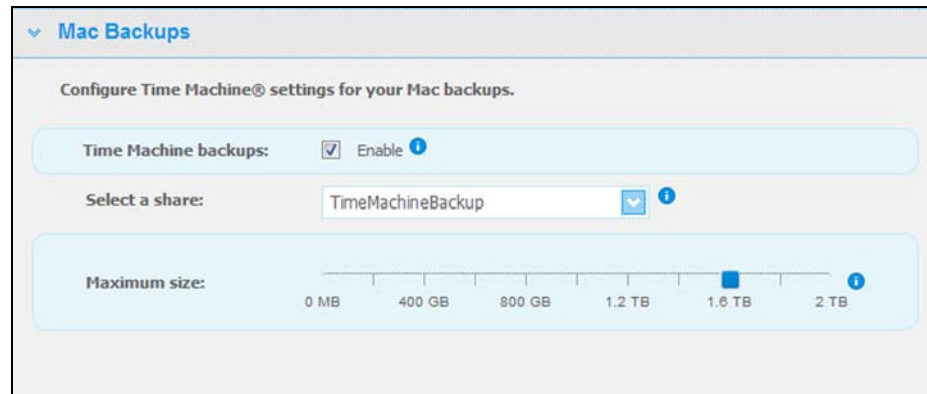 Mac Backups
Configure Time Machine® settings for your Mac backups.
Time Machine backups: Enable
Select a share: TimeMachineBackup
Maximum size:
0 MB 400 GB 800 GB 1.2 TB 1.6 TB 2 TB